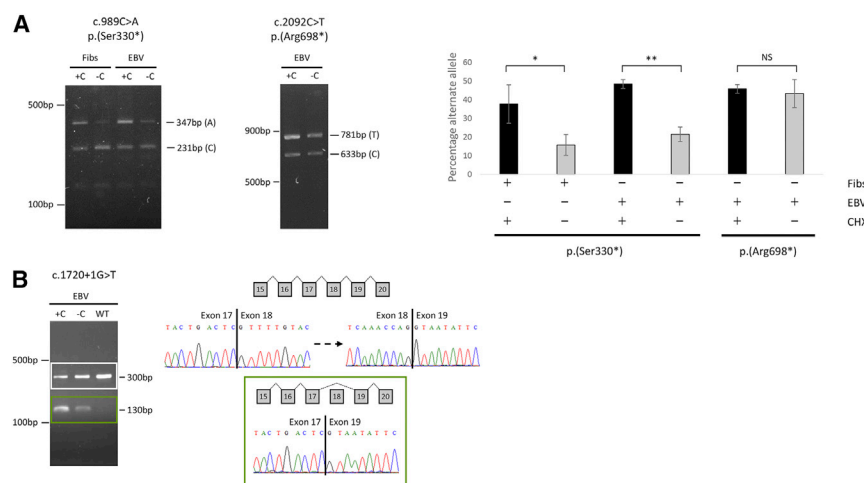 A
c.989C>A
p.(Ser330*)
Fibs EBV
+C -C +C -C
500bp
347bp (A)
231bp (C)
100bp
c.2092C>T
p.(Arg698*)
EBV
+C -C
900bp
781bp (T)
633bp (C)
500bp
Percentage alternate allele
60
50
40
30
20
10
0
* ** NS
+ + − − − − Fibs
− − + + + + EBV
+ − + − + − CHX
p.(Ser330*) p.(Arg698*)
B
c.1720+1G>T
EBV
+C -C WT
500bp
300bp
130bp
100bp
15 16 17 18 19 20
Exon 17 Exon 18
TACTGACTCGTTTTGTAC
Exon 18 Exon 19
TCAAACCAGGTAATATTC
15 16 17 18 19 20
Exon 17 Exon 19
TACTGACTCGTAATATTC